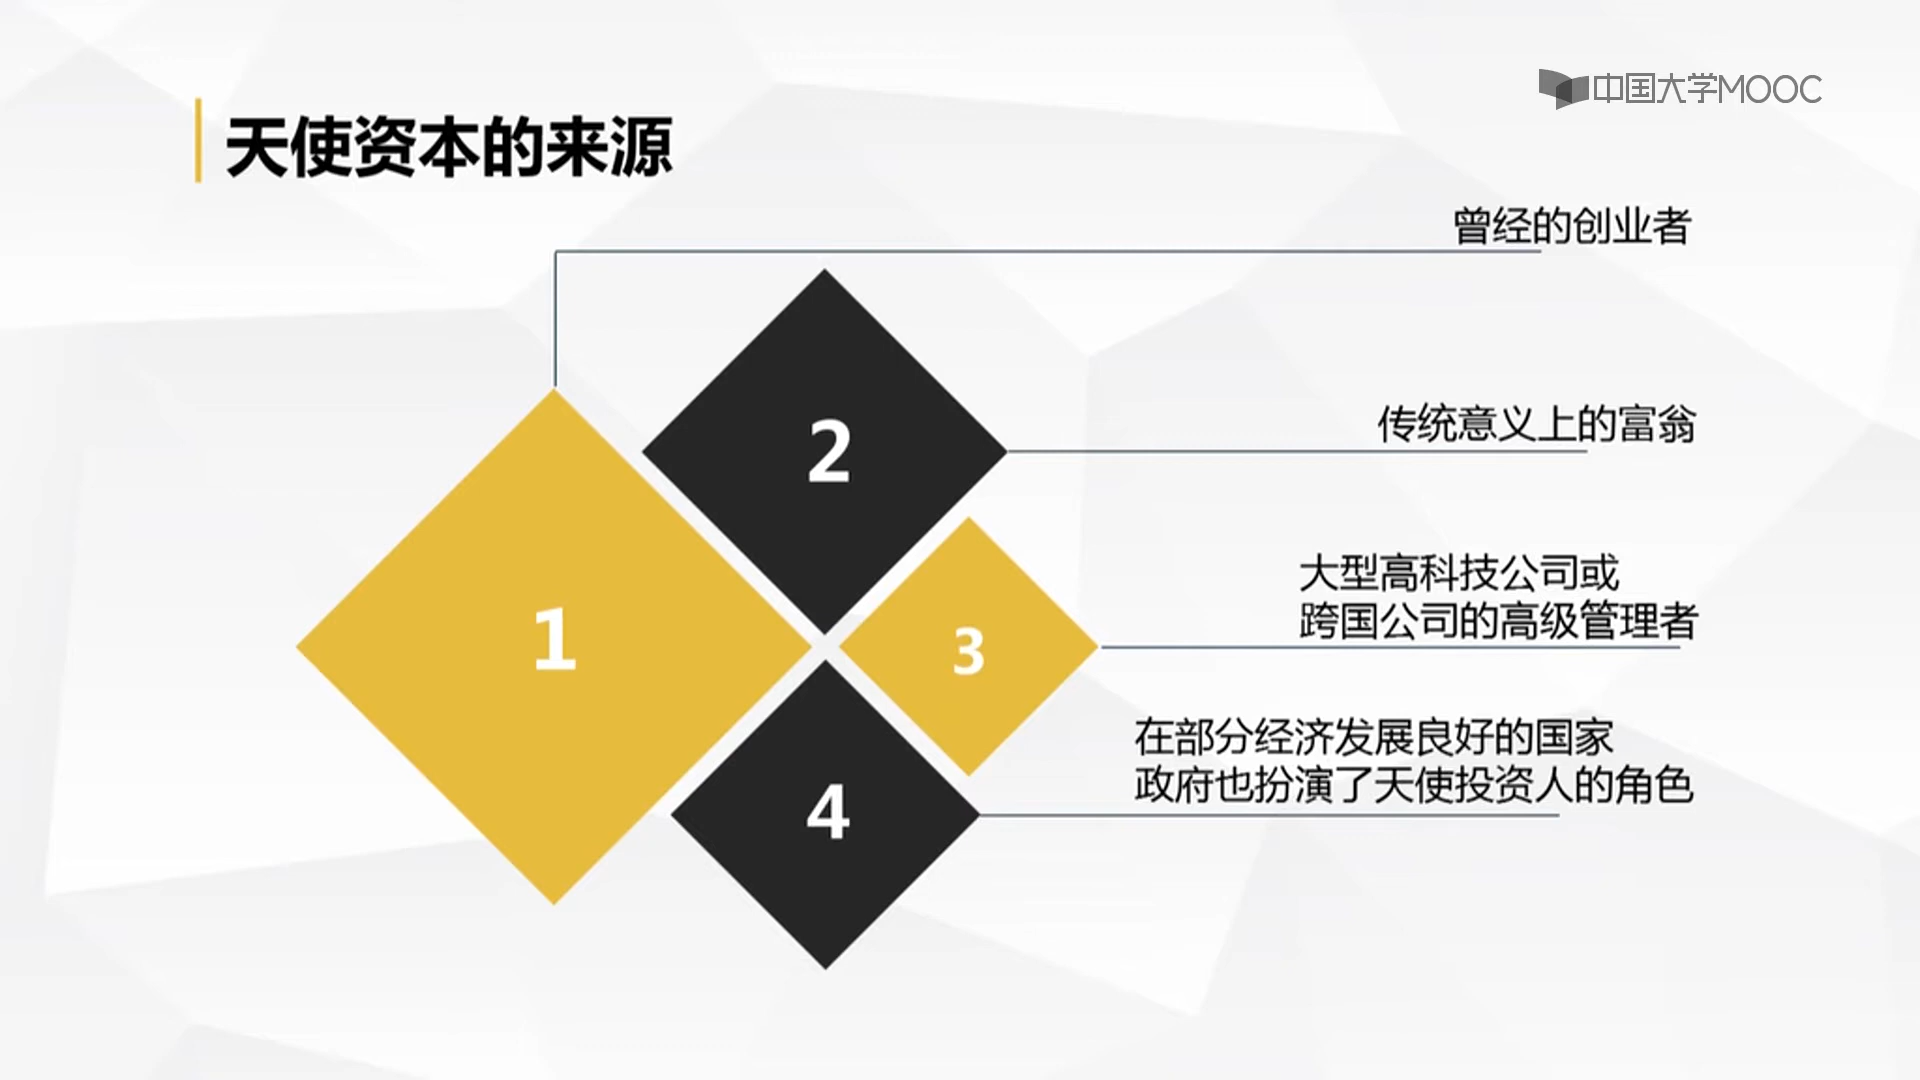 中国大学MOOC
天使资本的来源
曾经的创业者
2
传统意义上的富翁
1
大型高科技公司或
跨国公司的高级管理者
3
在部分经济发展良好的国家
政府也扮演了天使投资人的角色
4